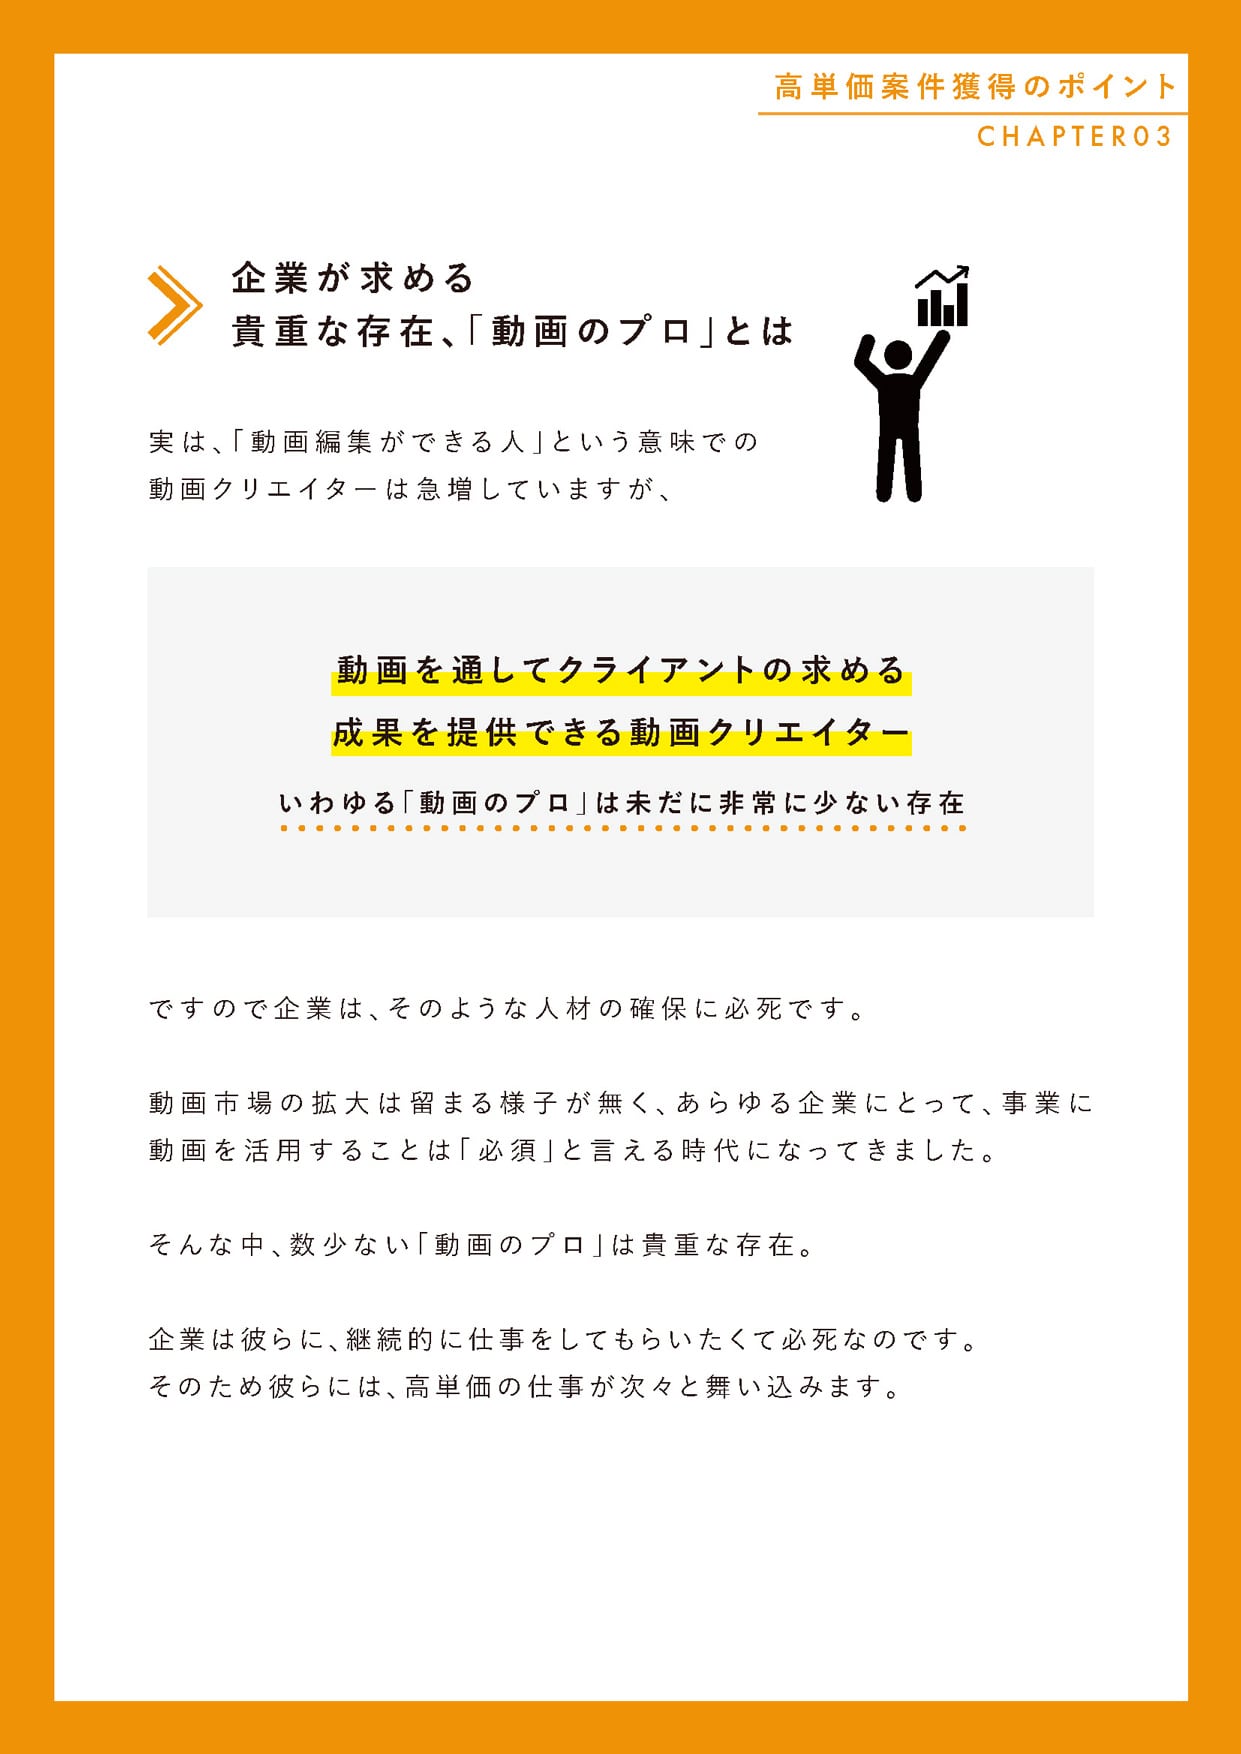 高単価案件獲得のポイント
CHAPTER03
企業が求める
貴重な存在、「動画のプロ」とは
実は、「動画編集ができる人」という意味での
動画クリエイターは急増していますが、
動画を通してクライアントの求める
成果を提供できる動画クリエイター
いわゆる「動画のプロ」は未だに非常に少ない存在
ですので企業は、そのような人材の確保に必死です。
動画市場の拡大は留まる様子が無く、あらゆる企業にとって、事業に
動画を活用することは「必須」と言える時代になってきました。
そんな中、数少ない「動画のプロ」は貴重な存在。
企業は彼らに、継続的に仕事をしてもらいたくて必死なのです。
そのため彼らには、高単価の仕事が次々と舞い込みます。